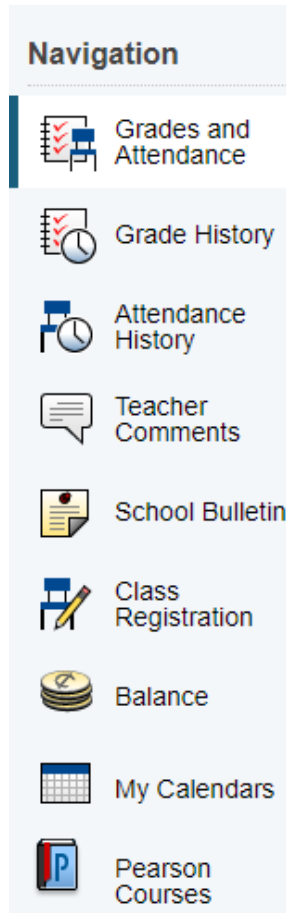 Navigation
Grades and
Attendance
Grade History
Attendance
History
Teacher
Comments
School Bulletin
Class
Registration
Balance
My Calendars
P
Pearson
Courses